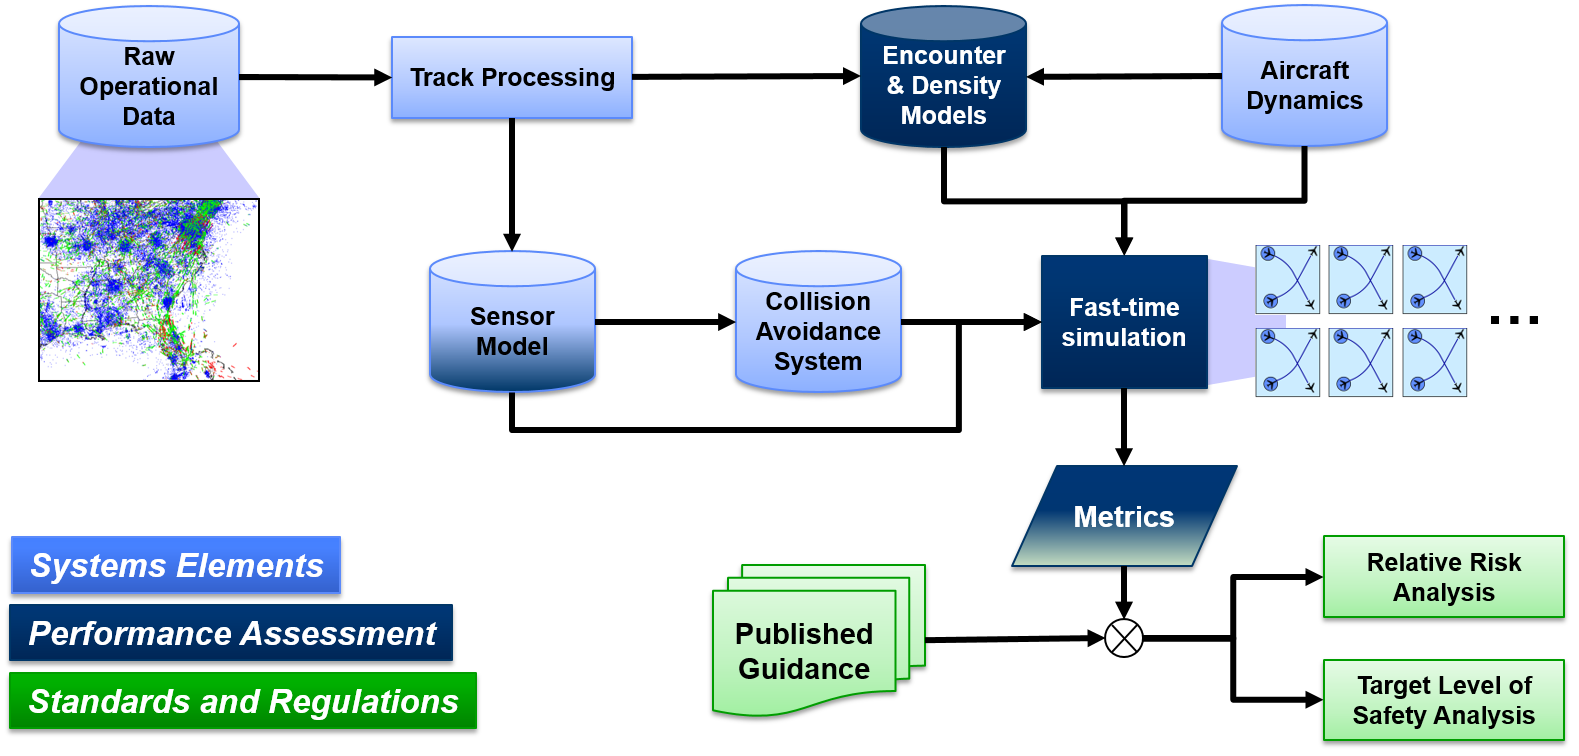 Raw
Operational
Data
Track Processing
Encounter
& Density
Models
Aircraft
Dynamics
Sensor
Model
Collision
Avoidance
System
Fast-time
simulation
...
Metrics
Systems Elements
Performance Assessment
Standards and Regulations
Published
Guidance
Relative Risk
Analysis
Target Level of
Safety Analysis